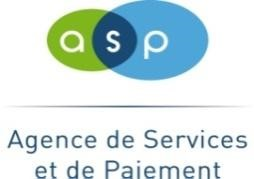 asp
Agence de Services
et de Paiement